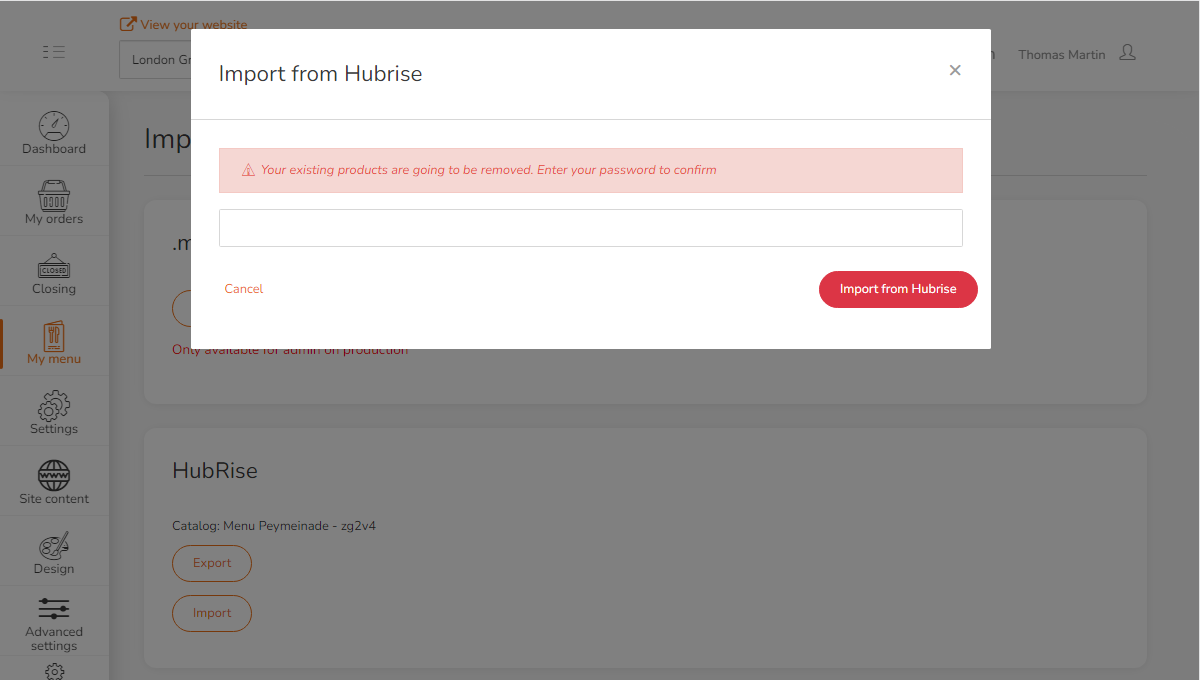 View your website
London Gr
Thomas Martin
Import from Hubrise
×
Your existing products are going to be removed. Enter your password to confirm
Cancel
Import from Hubrise
Dashboard
My orders
CLOSED
Closing
My menu
Settings
WWW
Site content
Design
Advanced
settings
Imp
.m
Only available for admin on production
HubRise
Catalog: Menu Peymeinade - zg2v4
Export
Import